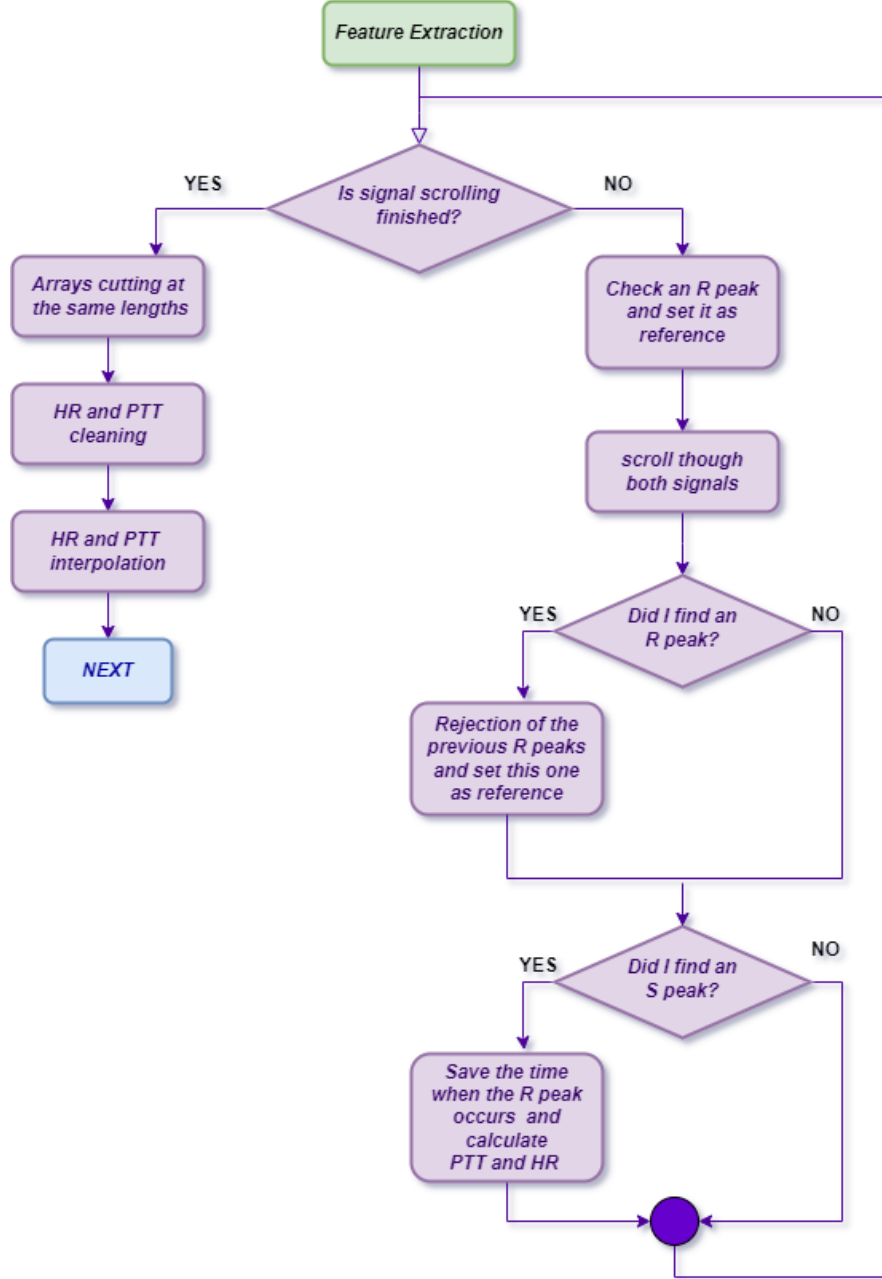 Feature Extraction
Is signal scrolling
finished?
YES
NO
Arrays cutting at
the same lengths
HR and PTT
cleaning
HR and PTT
interpolation
NEXT
Check an R peak
and set it as
reference
scroll though
both signals
Did I find an
R peak?
YES
NO
Rejection of the
previous R peaks
and set this one
as reference
Did I find an
S peak?
YES
NO
Save the time
when the R peak
occurs and
calculate
PTT and HR